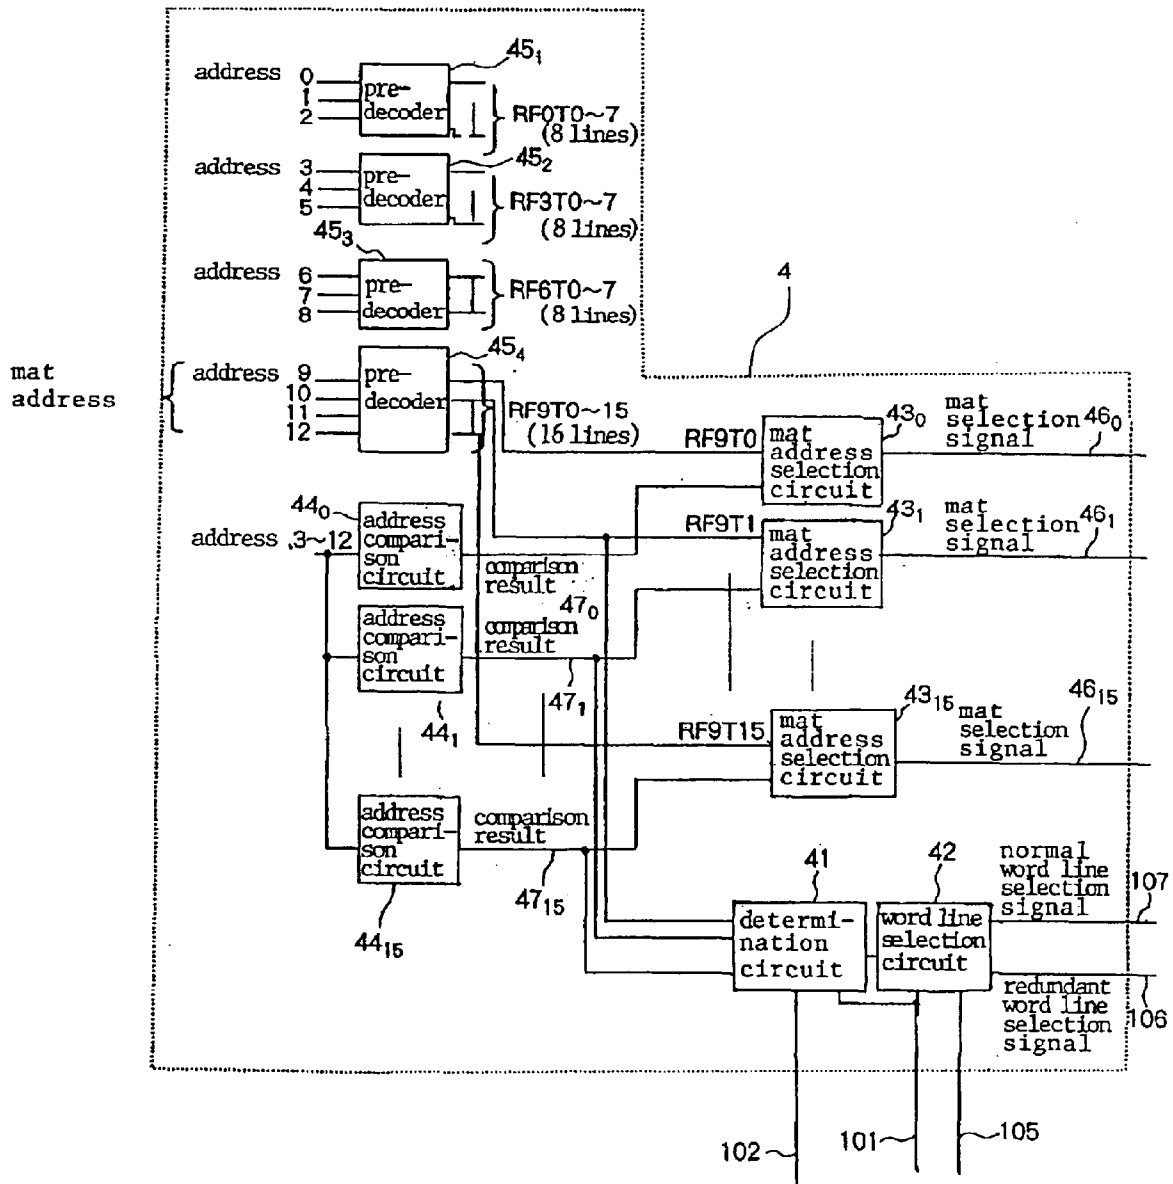 45₁
address 0
1
2
pre-
decoder
RF0T0~7
(8 lines)
45₂
address 3
4
5
pre-
decoder
RF3T0~7
(8 lines)
45₃
address 6
7
8
pre-
decoder
RF6T0~7
(8 lines)
4
mat
address
45₄
address 9
10
11
12
pre-
decoder
RF9T0~15
(16 lines)
RF9T0
mat
address
selection
circuit
43₀
mat
selection
signal
46₀
44₀
address .3~12
address
compari-
son
circuit
comparison
result
47₀
RF9T1
mat
address
selection
circuit
43₁
mat
selection
signal
46₁
address
compari-
son
circuit
44₁
comparison
result
47₁
RF9T15
mat
address
selection
circuit
43₁₅
mat
selection
signal
46₁₅
address
compari-
son
circuit
44₁₅
comparison
result
47₁₅
41
determi-
nation
circuit
42
word line
selection
circuit
normal
word line
selection
signal
107
redundant
word line
selection
signal
106
102
101
105